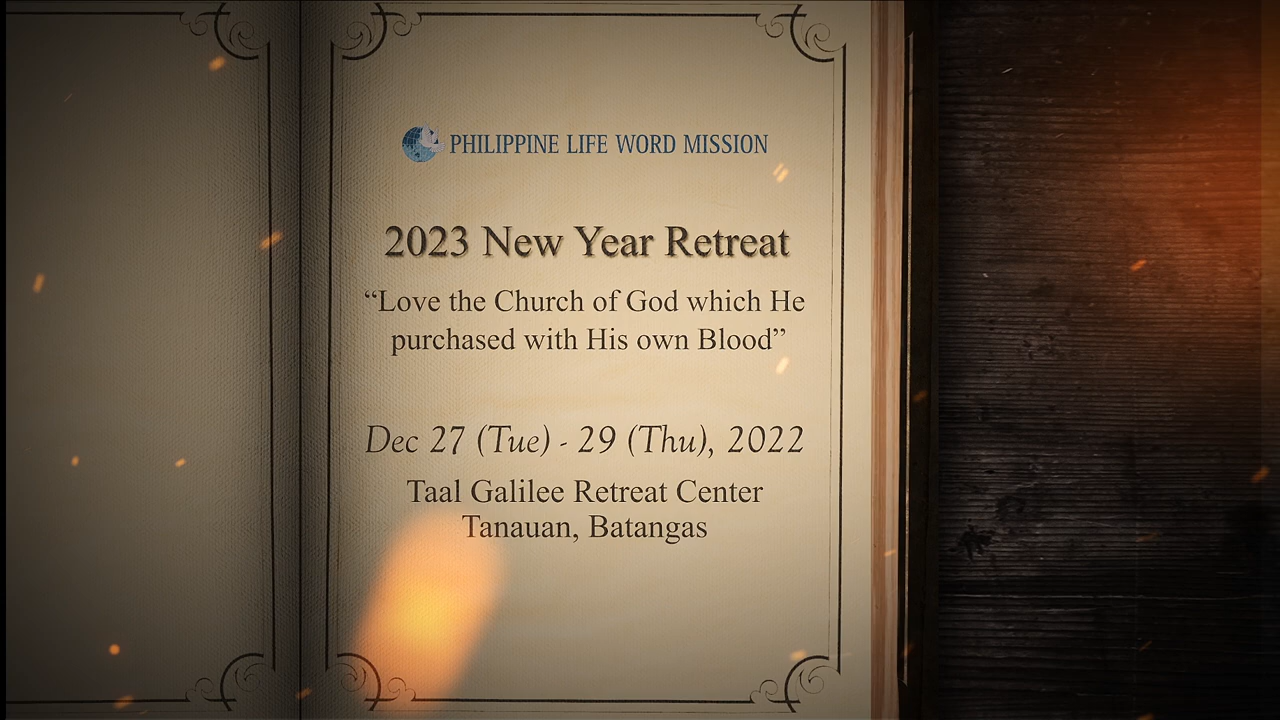 PHILIPPINE LIFE WORD MISSION
2023 New Year Retreat
“Love the Church of God which He
purchased with His own Blood”
Dec 27 (Tue) - 29 (Thu), 2022
Taal Galilee Retreat Center
Tanauan, Batangas